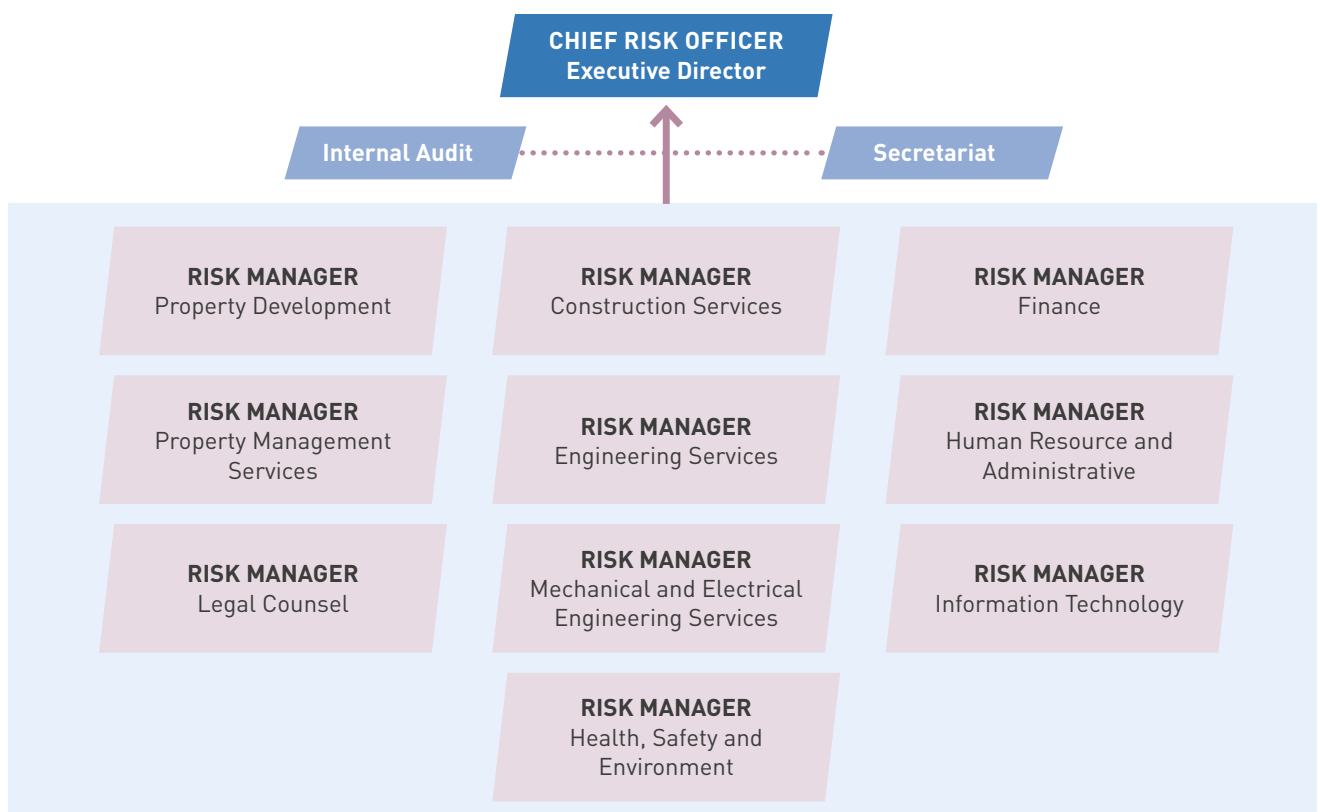 CHIEF RISK OFFICER
Executive Director
Internal Audit
Secretariat
RISK MANAGER
Property Development
RISK MANAGER
Construction Services
RISK MANAGER
Finance
RISK MANAGER
Property Management
Services
RISK MANAGER
Engineering Services
RISK MANAGER
Human Resource and
Administrative
RISK MANAGER
Legal Counsel
RISK MANAGER
Mechanical and Electrical
Engineering Services
RISK MANAGER
Information Technology
RISK MANAGER
Health, Safety and
Environment